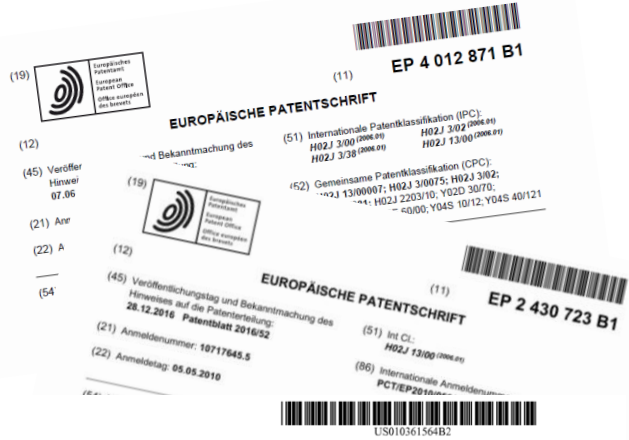 (19)
Europäisches
Patentamt
European
Patent Office
Office européen
des brevets
(11)
EP 4 012 871 B1
(12)
EUROPÄISCHE PATENTSCHRIFT
(45)
nd Bekanntmachung des
07.06
(51) Internationale Patentklassifikation (IPC):
H02J 3/00 (2006.01) H02J 3/02 (2006.01)
H02J 3/38 (2006.01) H02J 13/00 (2006.01)
(52) Gemeinsame Patentklassifikation (CPC):
H02J 13/00007; H02J 3/0075; H02J 3/02;
H02J 2203/10; Y02D 30/70;
Y04S 10/12; Y04S 40/121
(21)
(22) A
(54
(19)
Europäisches
Patentamt
European
Patent Office
Office européen
des brevets
(11)
EP 2 430 723 B1
(12)
EUROPÄISCHE PATENTSCHRIFT
(45) Veröffentlichungstag und Bekanntmachung des
Hinweises auf die Patenterteilung:
28.12.2016 Patentblatt 2016/52
(21) Anmeldenummer: 10717645.5
(22) Anmeldetag: 05.05.2010
(51) Int Cl.:
H02J 13/00 (2006.01)
(86) Internationale
US010361564B2